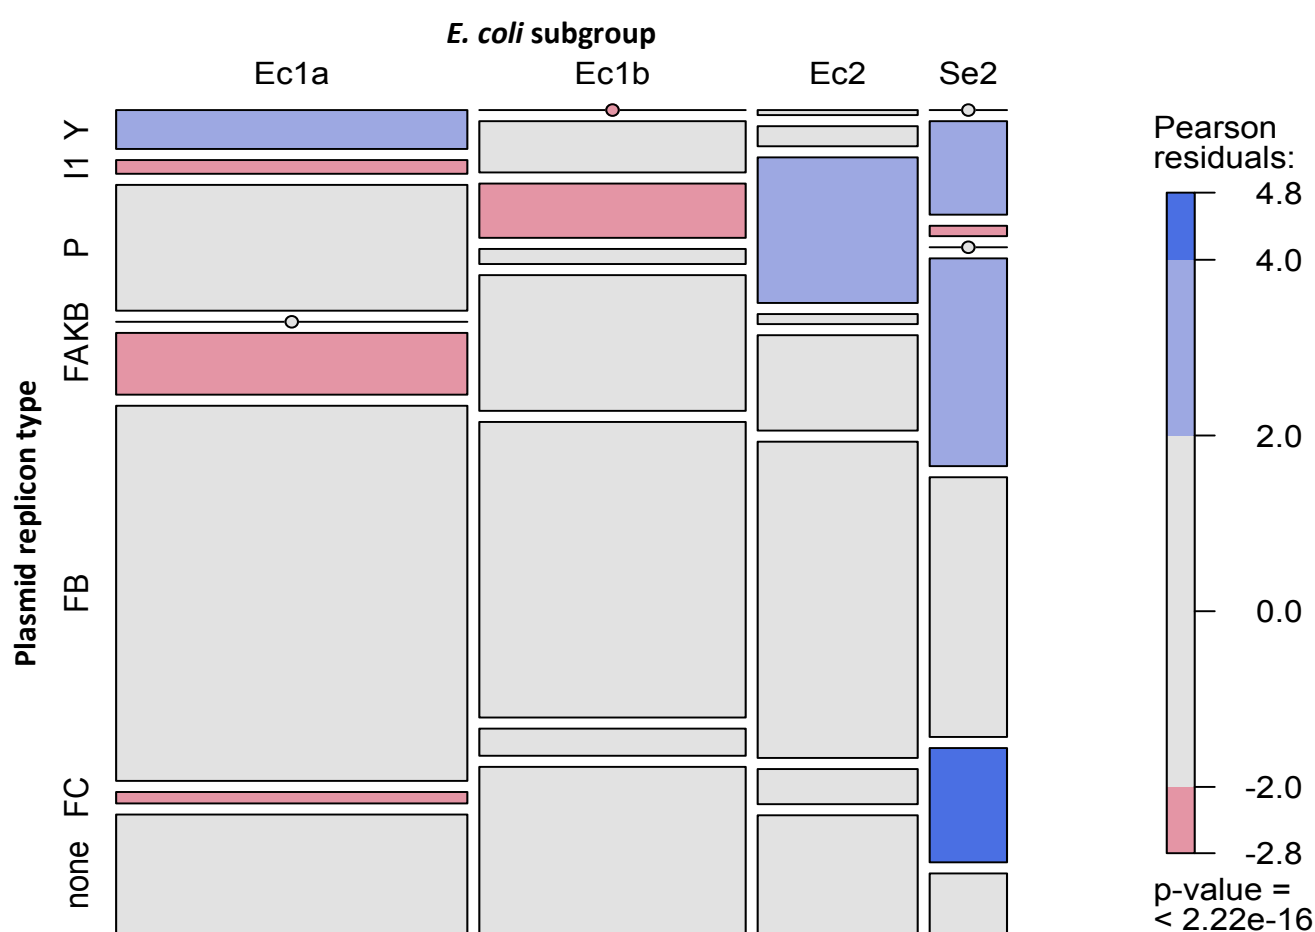 E. coli subgroup
Ec1a Ec1b Ec2 Se2
Plasmid replicon type
Y
I1
P
FAKB
FB
FC
none
Pearson
residuals:
4.8
4.0
2.0
0.0
-2.0
-2.8
p-value =
< 2.22e-16